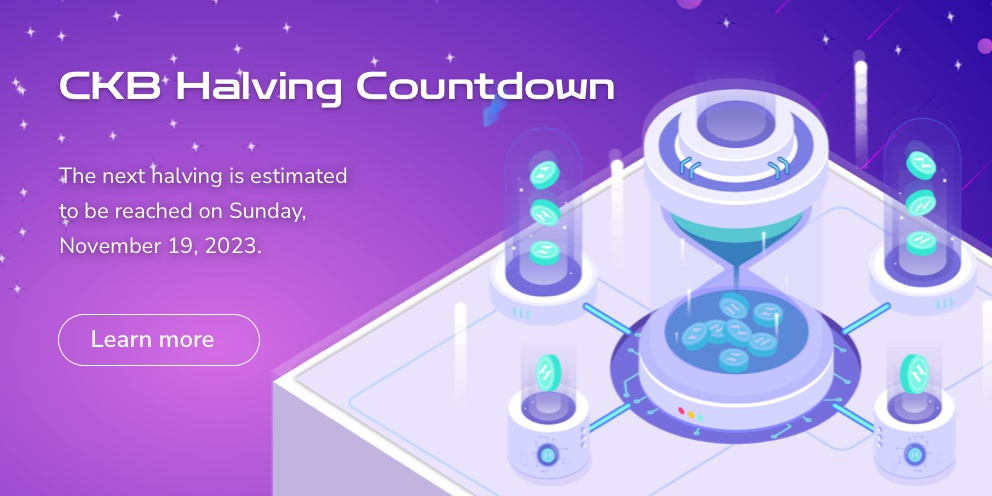 CKB Halving Countdown
The next halving is estimated
to be reached on Sunday,
November 19, 2023.
Learn more